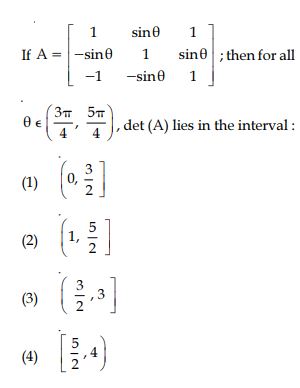 If A = [ 1 sinθ 1 ; −sinθ 1 sinθ ; −1 −sinθ 1 ] ; then for all
θ ϵ (3π/4, 5π/4), det (A) lies in the interval :
(1) (0, 3/2]
(2) (1, 5/2]
(3) (3/2, 3]
(4) [5/2, 4)